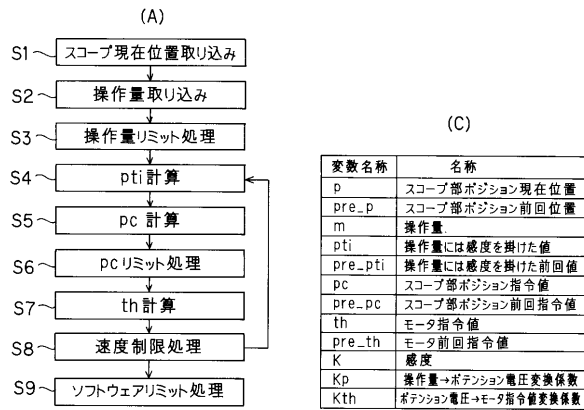 (A)
S1 スコープ現在位置取り込み
S2 操作量取り込み
S3 操作量リミット処理
S4 pti計算
S5 pc計算
S6 pcリミット処理
S7 th計算
S8 速度制限処理
S9 ソフトウェアリミット処理
(C)
変数名称 名称
p スコープ部ポジション現在位置
pre_p スコープ部ポジション前回位置
m 操作量
pti 操作量には感度を掛けた値
pre_pti 操作量には感度を掛けた前回値
pc スコープ部ポジション指令値
pre_pc スコープ部ポジション前回指令値
th モータ指令値
pre_th モータ前回指令値
K 感度
Kp 操作量→ポテンション電圧変換係数
Kth ポテンション電圧→モータ指令値変換係数